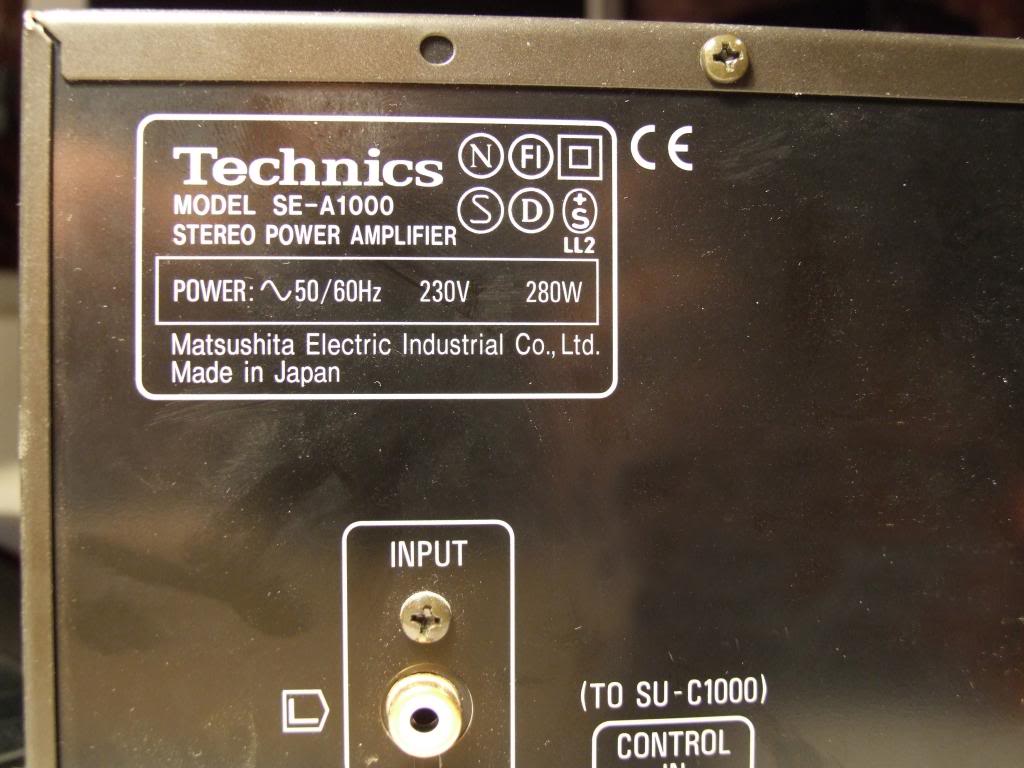 Technics N FI CE
MODEL SE-A1000 S D +S
STEREO POWER AMPLIFIER LL2
POWER: ∿50/60Hz 230V 280W
Matsushita Electric Industrial Co., Ltd.
Made in Japan
INPUT
L
(TO SU-C1000)
CONTROL
IN